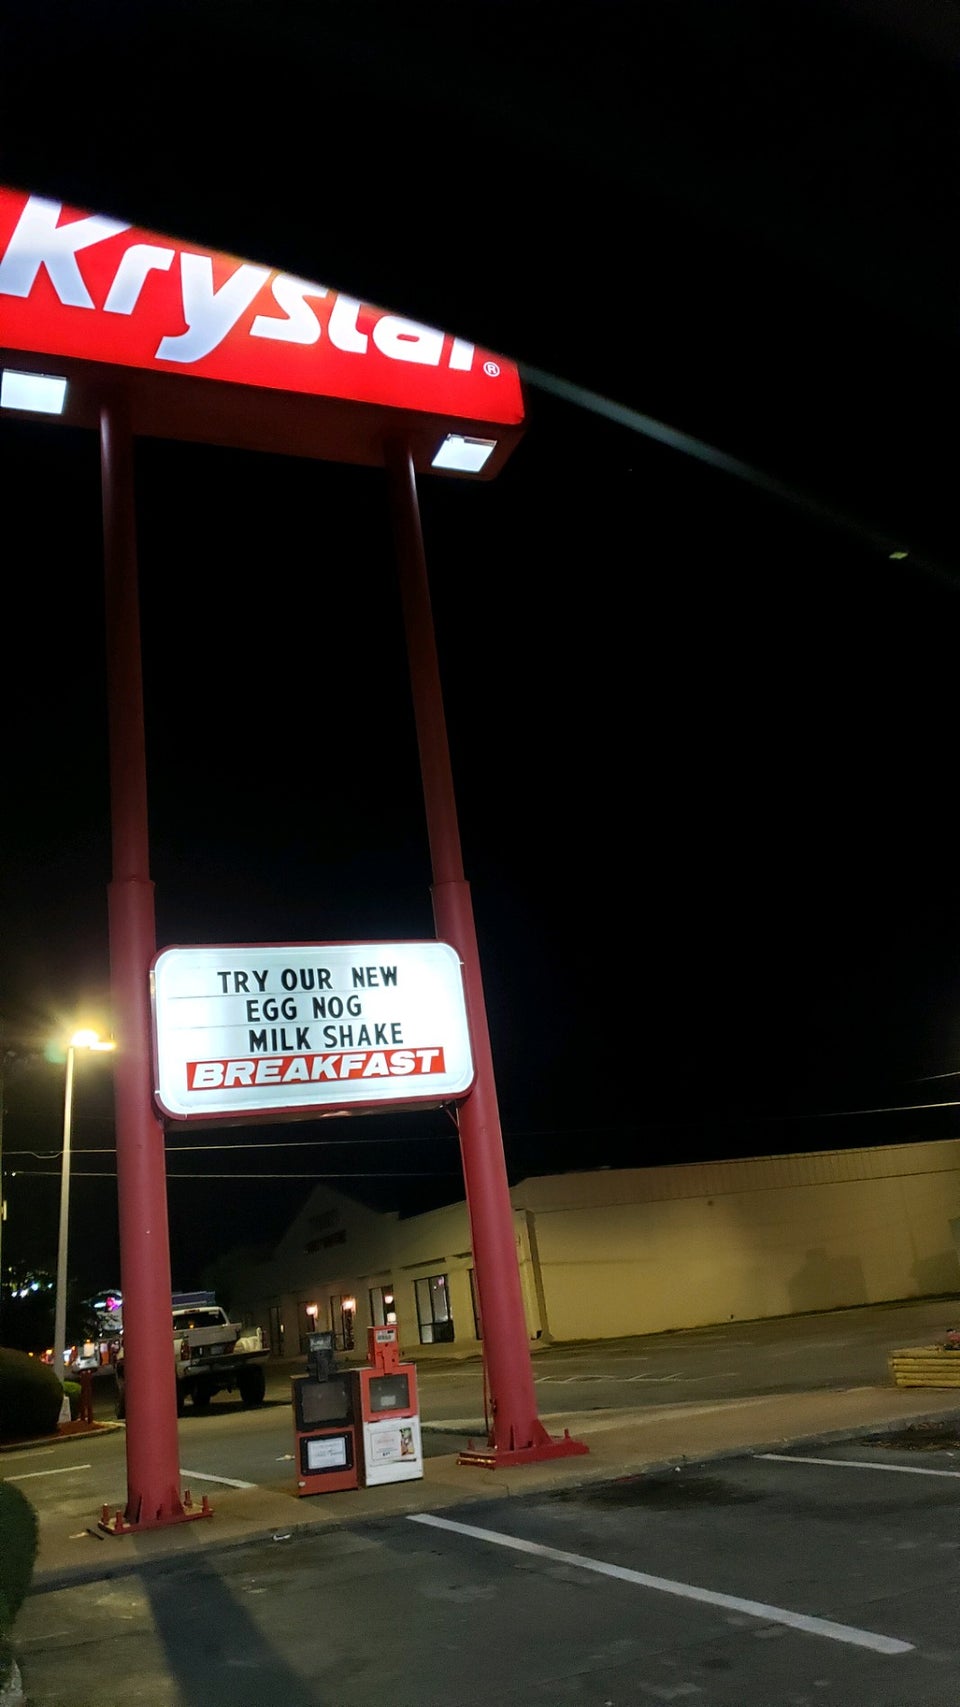 Krystal®
TRY OUR NEW
EGG NOG
MILK SHAKE
BREAKFAST